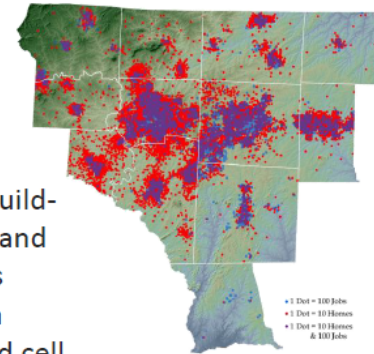 uild-
and
s
n
d cell
• 1 Dot = 100 Jobs
• 1 Dot = 10 Homes
• 1 Dot = 10 Homes
& 100 Jobs